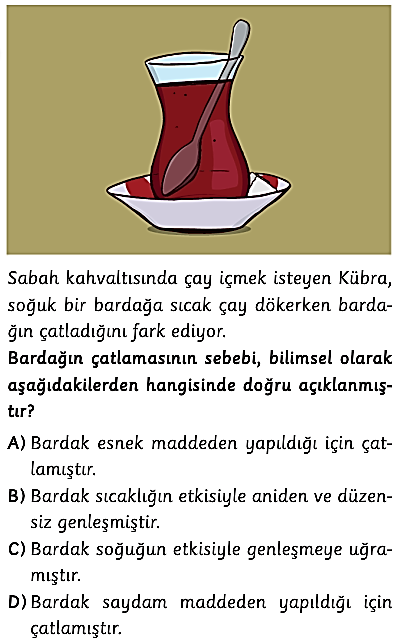 Sabah kahvaltısında çay içmek isteyen Kübra,
soğuk bir bardağa sıcak çay dökerken barda-
ğın çatladığını fark ediyor.
Bardağın çatlamasının sebebi, bilimsel olarak
aşağıdakilerden hangisinde doğru açıklanmış-
tır?
A) Bardak esnek maddeden yapıldığı için çat-
lamıştır.
B) Bardak sıcaklığın etkisiyle aniden ve düzen-
siz genleşmiştir.
C) Bardak soğuğun etkisiyle genleşmeye uğra-
mıştır.
D) Bardak saydam maddeden yapıldığı için
çatlamıştır.